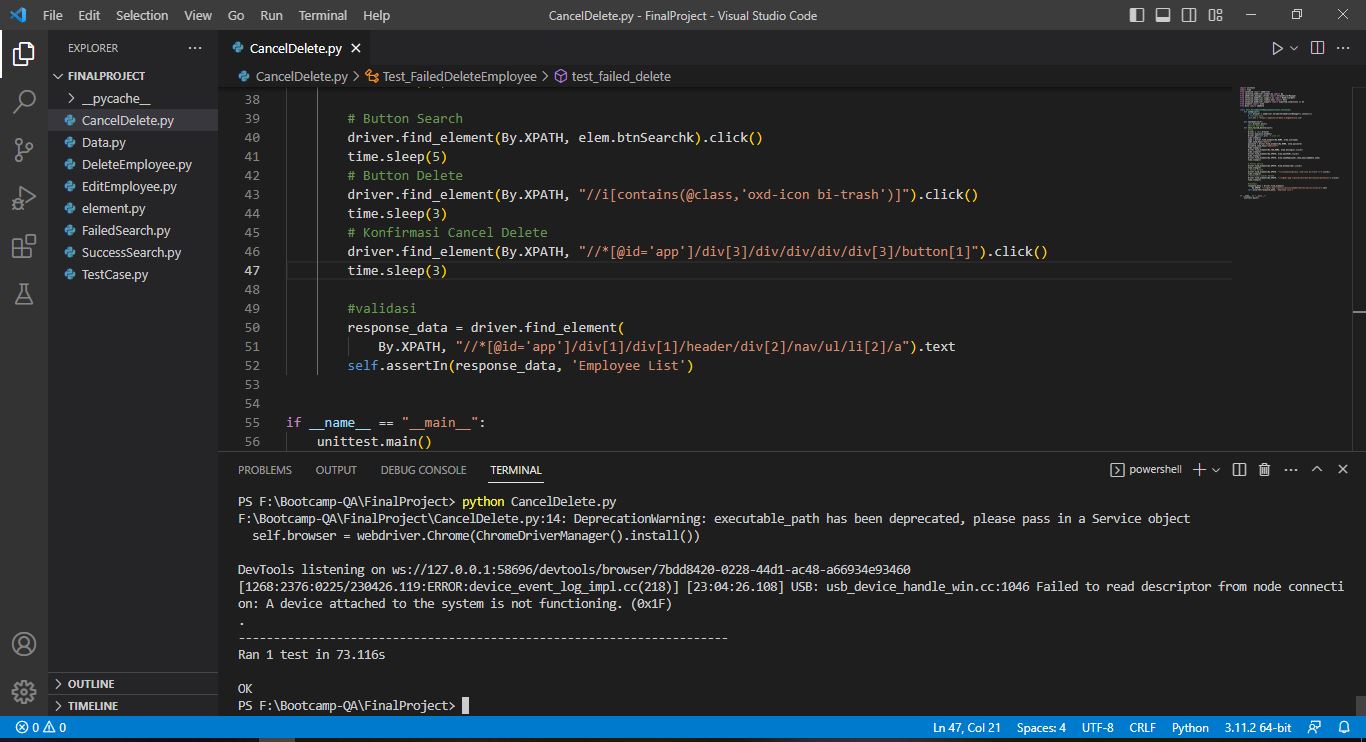 File Edit Selection View Go Run Terminal Help
CancelDelete.py - FinalProject - Visual Studio Code
EXPLORER
FINALPROJECT
__pycache__
CancelDelete.py
Data.py
DeleteEmployee.py
EditEmployee.py
element.py
FailedSearch.py
SuccessSearch.py
TestCase.py
OUTLINE
TIMELINE
CancelDelete.py
CancelDelete.py > Test_FailedDeleteEmployee > test_failed_delete
38
39 # Button Search
40 driver.find_element(By.XPATH, elem.btnSearchk).click()
41 time.sleep(5)
42 # Button Delete
43 driver.find_element(By.XPATH, "//i[contains(@class,'oxd-icon bi-trash')]").click()
44 time.sleep(3)
45 # Konfirmasi Cancel Delete
46 driver.find_element(By.XPATH, "//*[@id='app']/div[3]/div/div/div/div[3]/button[1]").click()
47 time.sleep(3)
48
49 #validasi
50 response_data = driver.find_element(
51 By.XPATH, "//*[@id='app']/div[1]/div[1]/header/div[2]/nav/ul/li[2]/a").text
52 self.assertIn(response_data, 'Employee List')
53
54
55 if __name__ == "__main__":
56 unittest.main()
PROBLEMS OUTPUT DEBUG CONSOLE TERMINAL
powershell
PS F:\Bootcamp-QA\FinalProject> python CancelDelete.py
F:\Bootcamp-QA\FinalProject\CancelDelete.py:14: DeprecationWarning: executable_path has been deprecated, please pass in a Service object
self.browser = webdriver.Chrome(ChromeDriverManager().install())
DevTools listening on ws://127.0.0.1:58696/devtools/browser/7bdd8420-0228-44d1-ac48-a66934e93460
[1268:2376:0225/230426.119:ERROR:device_event_log_impl.cc(218)] [23:04:26.108] USB: usb_device_handle_win.cc:1046 Failed to read descriptor from node connecti
on: A device attached to the system is not functioning. (0x1F)
.
----------------------------------------------------------------------
Ran 1 test in 73.116s
OK
PS F:\Bootcamp-QA\FinalProject>
0 0
Ln 47, Col 21 Spaces: 4 UTF-8 CRLF Python 3.11.2 64-bit